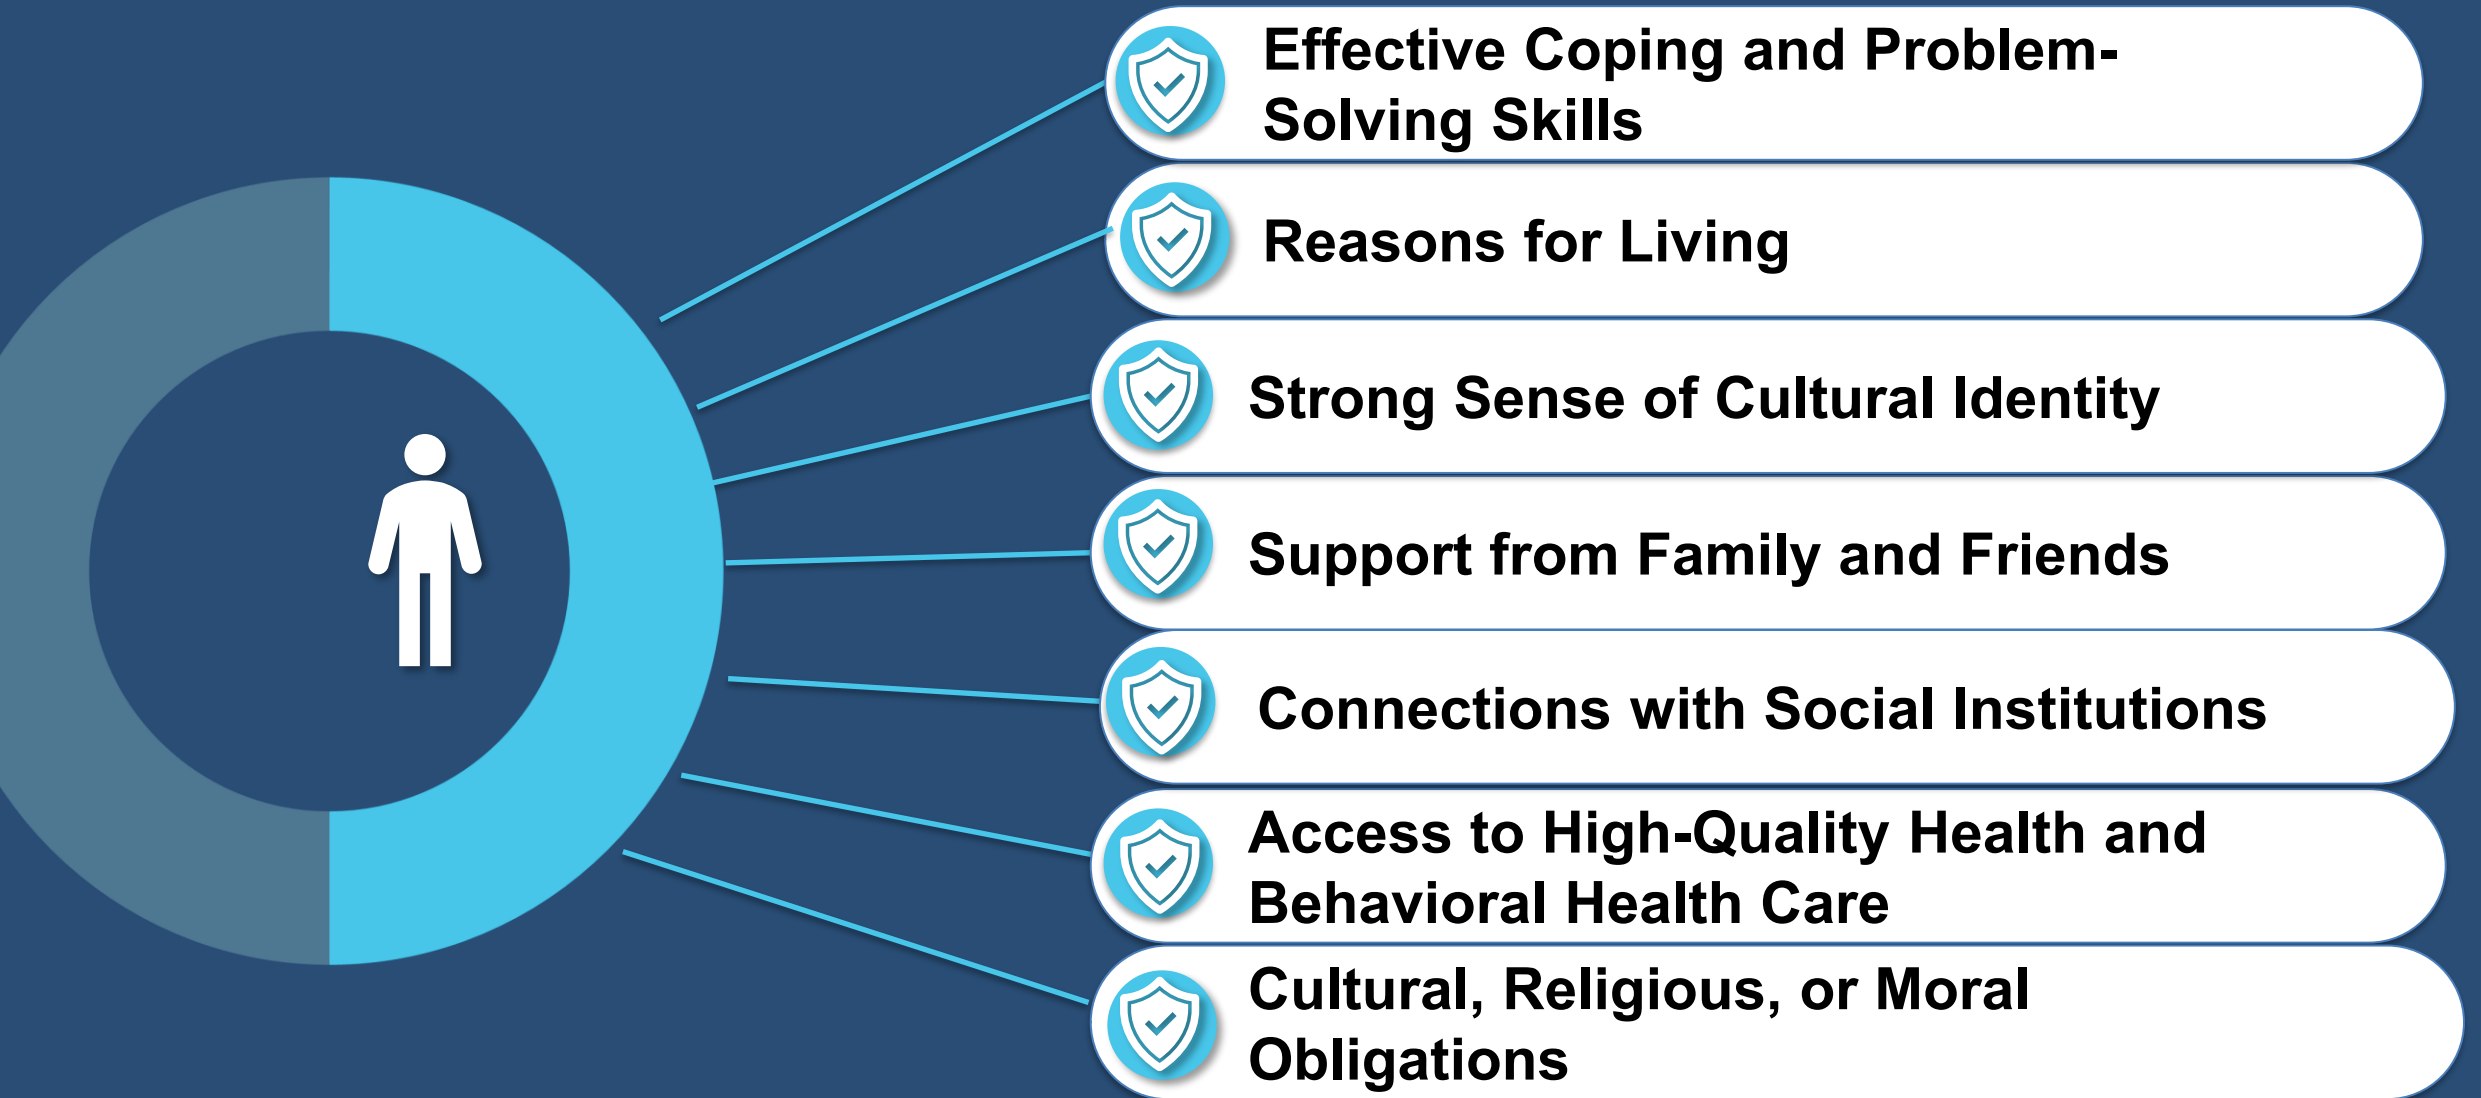 Effective Coping and Problem-
Solving Skills
Reasons for Living
Strong Sense of Cultural Identity
Support from Family and Friends
Connections with Social Institutions
Access to High-Quality Health and
Behavioral Health Care
Cultural, Religious, or Moral
Obligations